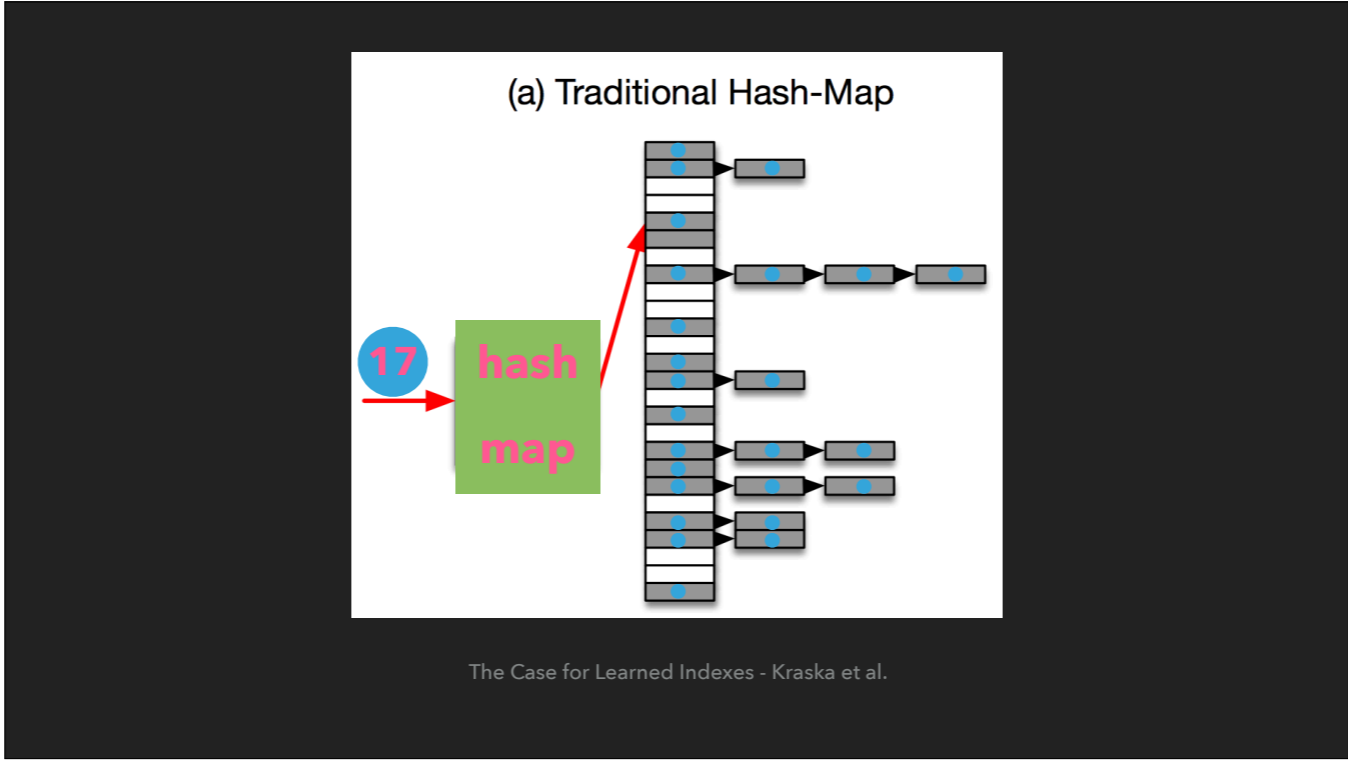 (a) Traditional Hash-Map
17
hash
map
The Case for Learned Indexes - Kraska et al.